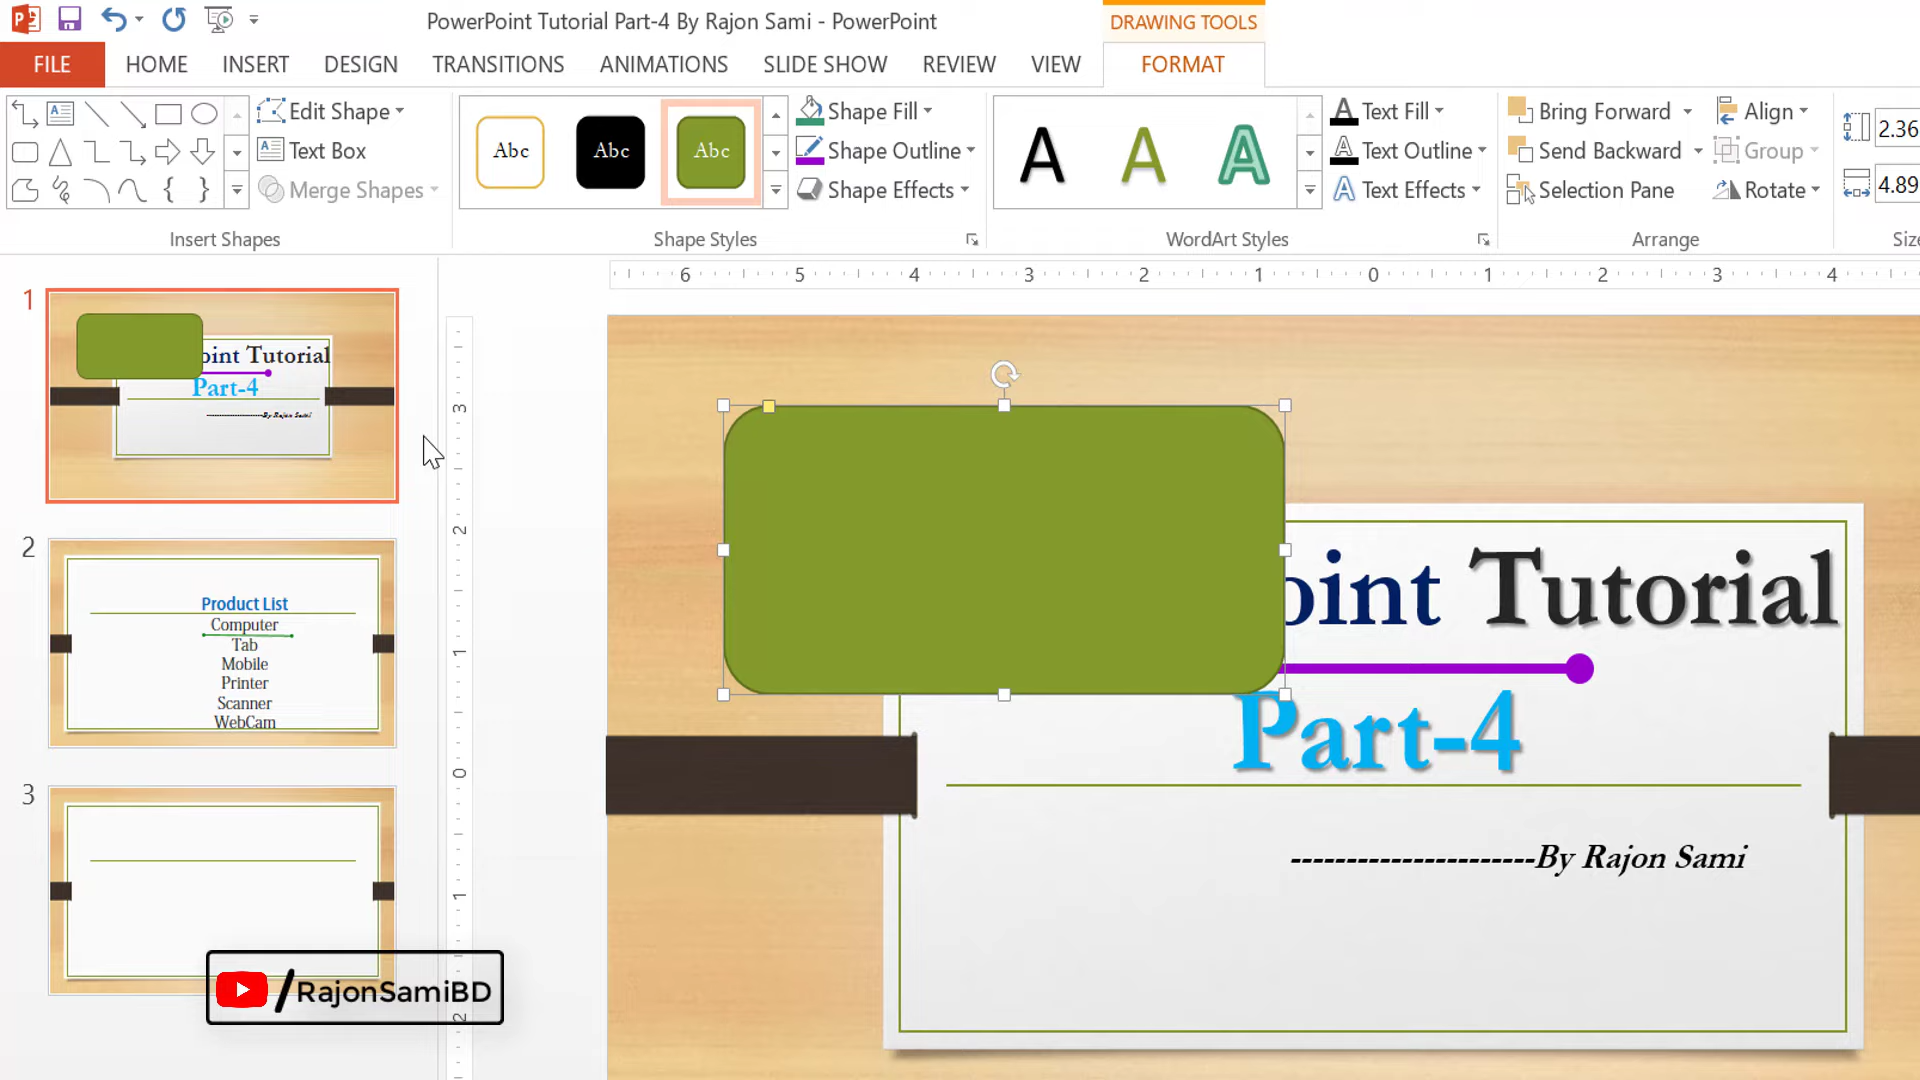 PowerPoint Tutorial Part-4 By Rajon Sami - PowerPoint
DRAWING TOOLS
FILE HOME INSERT DESIGN TRANSITIONS ANIMATIONS SLIDE SHOW REVIEW VIEW FORMAT
Edit Shape
Text Box
Merge Shapes
Insert Shapes
Abc Abc Abc
Shape Fill
Shape Outline
Shape Effects
Shape Styles
A A A
Text Fill
Text Outline
Text Effects
WordArt Styles
Bring Forward
Send Backward
Selection Pane
Align
Group
Rotate
Arrange
2.36
4.89
Size
6 5 4 3 2 1 0 1 2 3 4
3
2
1
0
1
2
1
oint Tutorial
Part-4
----------------------By Rajon Sami
2
Product List
Computer
Tab
Mobile
Printer
Scanner
WebCam
3
/RajonSamiBD
oint Tutorial
Part-4
----------------------By Rajon Sami